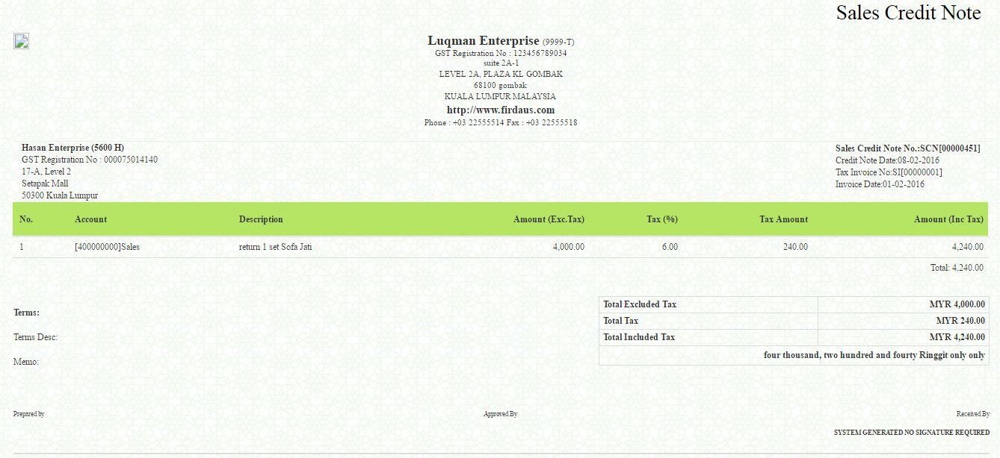 Sales Credit Note
Luqman Enterprise (9999-T)
GST Registration No : 123456789034
suite 2A-1
LEVEL 2A, PLAZA KL GOMBAK
68100 gombak
KUALA LUMPUR MALAYSIA
http://www.firdaus.com
Phone : +03 22555514 Fax : +03 22555518
Hasan Enterprise (5600 H)
GST Registration No : 000075014140
17-A, Level 2
Setapak Mall
50300 Kuala Lumpur
Sales Credit Note No.:SCN[00000451]
Credit Note Date:08-02-2016
Tax Invoice No:SI[00000001]
Invoice Date:01-02-2016
No. Account Description Amount (Exc.Tax) Tax (%) Tax Amount Amount (Inc Tax)
1 [400000000]Sales return 1 set Sofa Jati 4,000.00 6.00 240.00 4,240.00
Total: 4,240.00
Terms:
Terms Desc:
Memo:
Total Excluded Tax MYR 4,000.00
Total Tax MYR 240.00
Total Included Tax MYR 4,240.00
four thousand, two hundred and fourty Ringgit only only
Prepared by Approved By Received By
SYSTEM GENERATED NO SIGNATURE REQUIRED